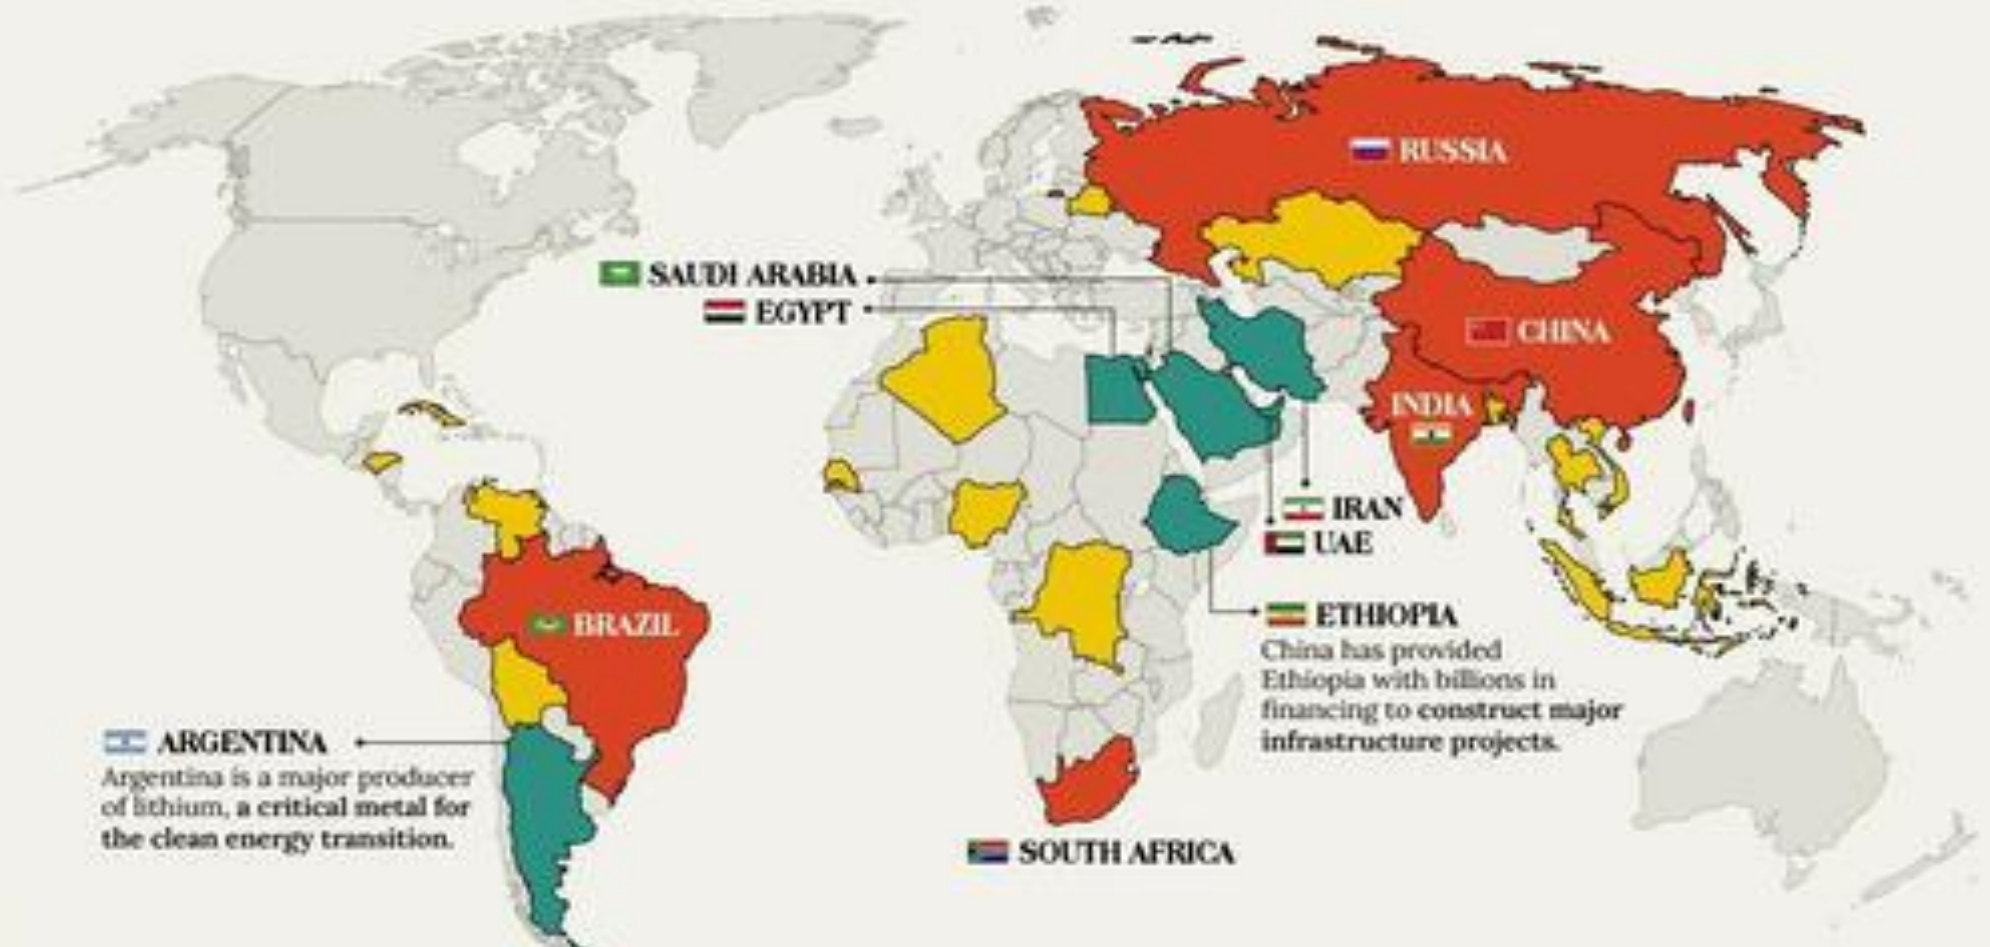 RUSSIA
SAUDI ARABIA
EGYPT
CHINA
INDIA
IRAN
UAE
BRAZIL
ETHIOPIA
China has provided
Ethiopia with billions in
financing to construct major
infrastructure projects.
ARGENTINA
Argentina is a major producer
of lithium, a critical metal for
the clean energy transition.
SOUTH AFRICA